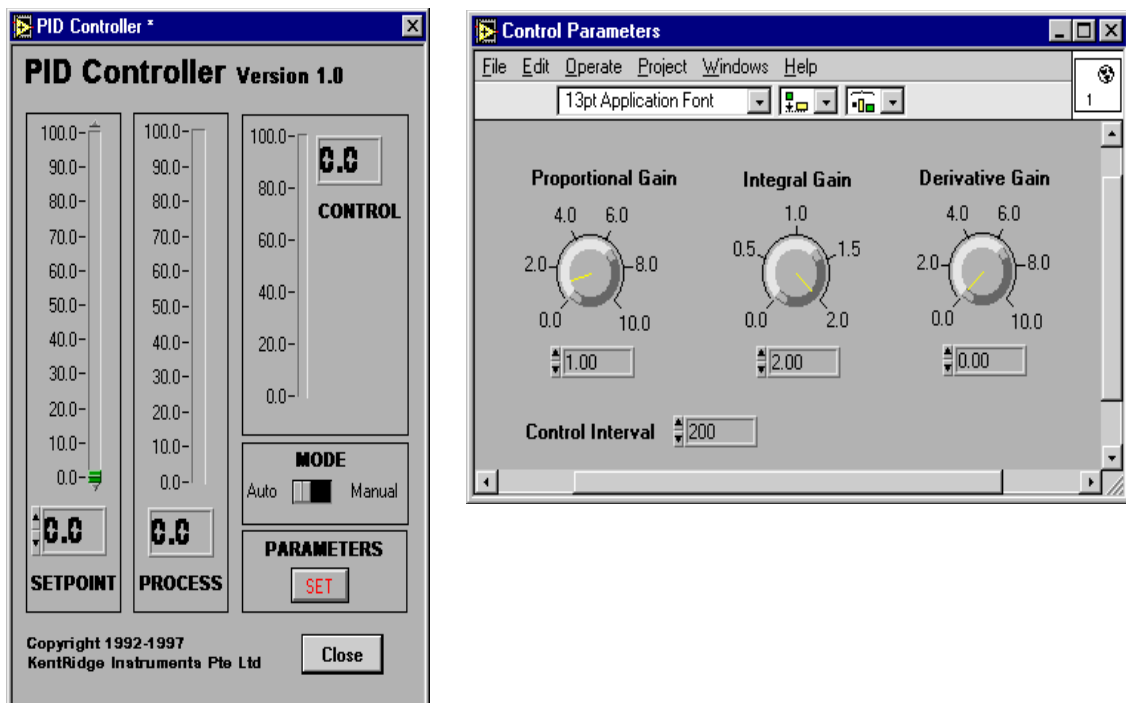 PID Controller *
PID Controller Version 1.0
100.0
90.0
80.0
70.0
60.0
50.0
40.0
30.0
20.0
10.0
0.0
0.0
SETPOINT
100.0
90.0
80.0
70.0
60.0
50.0
40.0
30.0
20.0
10.0
0.0
0.0
PROCESS
100.0
80.0
60.0
40.0
20.0
0.0
0.0
CONTROL
MODE
Auto Manual
PARAMETERS
SET
Copyright 1992-1997
KentRidge Instruments Pte Ltd
Close
Control Parameters
File Edit Operate Project Windows Help
13pt Application Font
1
Proportional Gain Integral Gain Derivative Gain
4.0 6.0 1.0 4.0 6.0
2.0 8.0 0.5 1.5 2.0 8.0
0.0 10.0 0.0 2.0 0.0 10.0
1.00 2.00 0.00
Control Interval 200